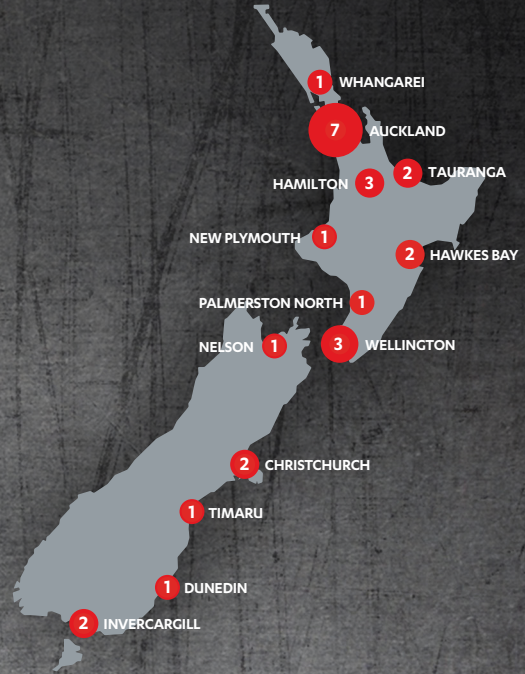 1 WHANGAREI
7 AUCKLAND
2 TAURANGA
HAMILTON 3
NEW PLYMOUTH 1
2 HAWKES BAY
PALMERSTON NORTH 1
NELSON 1
3 WELLINGTON
2 CHRISTCHURCH
1 TIMARU
1 DUNEDIN
2 INVERCARGILL